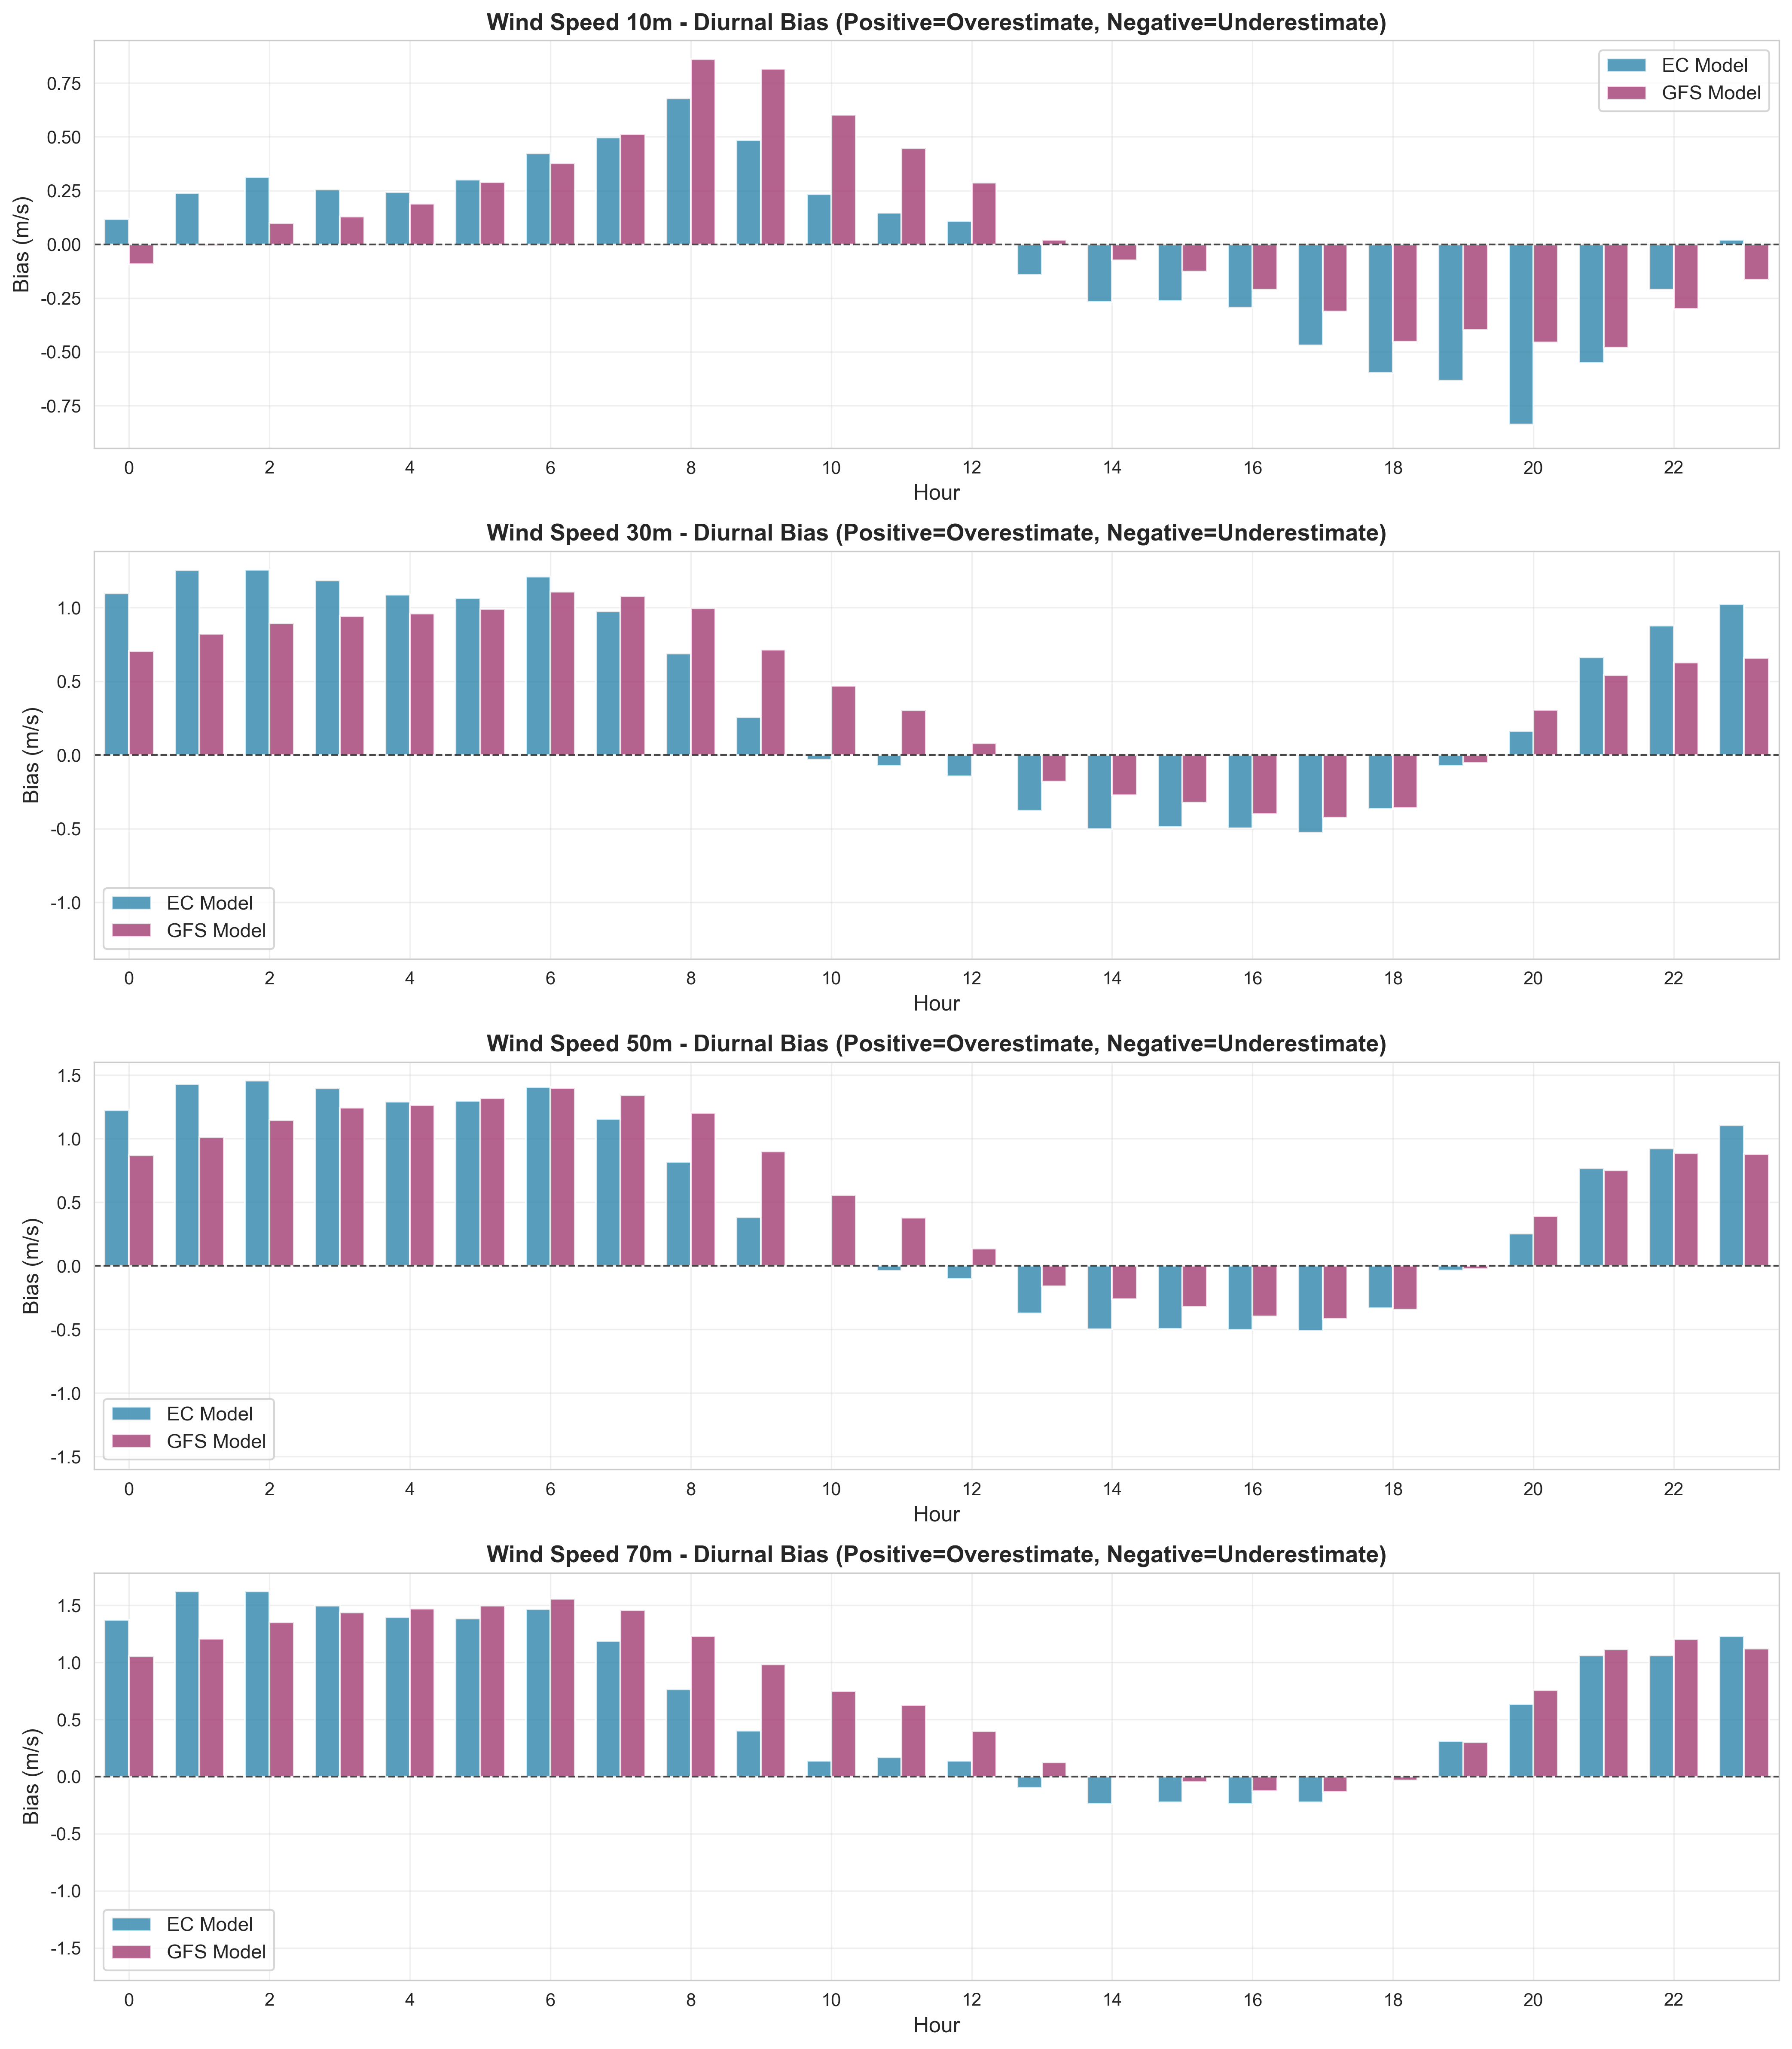 Wind Speed 10m - Diurnal Bias (Positive=Overestimate, Negative=Underestimate)
EC Model
GFS Model
0.75
0.50
0.25
0.00
-0.25
-0.50
-0.75
Bias (m/s)
0 2 4 6 8 10 12 14 16 18 20 22
Hour
Wind Speed 30m - Diurnal Bias (Positive=Overestimate, Negative=Underestimate)
1.0
0.5
0.0
-0.5
-1.0
Bias (m/s)
EC Model
GFS Model
0 2 4 6 8 10 12 14 16 18 20 22
Hour
Wind Speed 50m - Diurnal Bias (Positive=Overestimate, Negative=Underestimate)
1.5
1.0
0.5
0.0
-0.5
-1.0
-1.5
Bias (m/s)
EC Model
GFS Model
0 2 4 6 8 10 12 14 16 18 20 22
Hour
Wind Speed 70m - Diurnal Bias (Positive=Overestimate, Negative=Underestimate)
1.5
1.0
0.5
0.0
-0.5
-1.0
-1.5
Bias (m/s)
EC Model
GFS Model
0 2 4 6 8 10 12 14 16 18 20 22
Hour